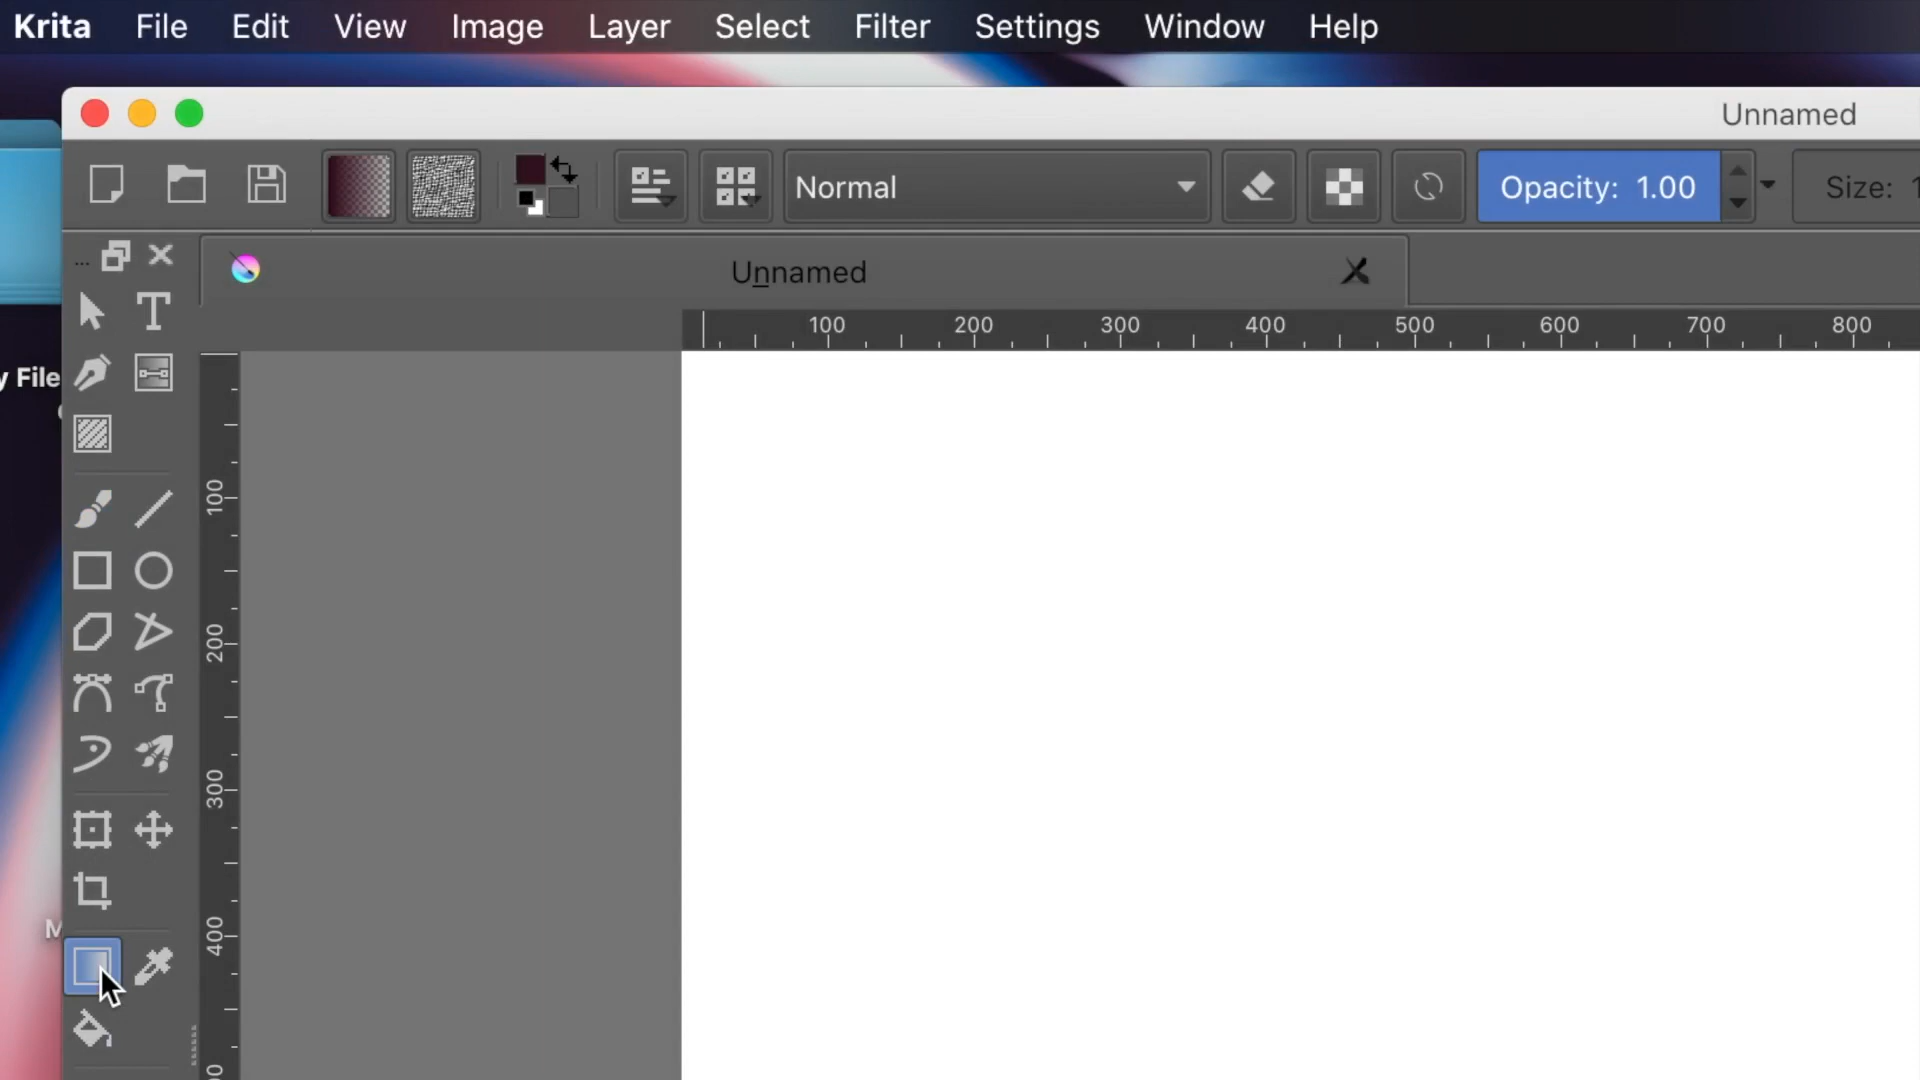 Krita File Edit View Image Layer Select Filter Settings Window Help
Unnamed
Normal Opacity: 1.00 Size:
... Unnamed
100 200 300 400 500 600 700 800
T
y File
100
200
300
400
M